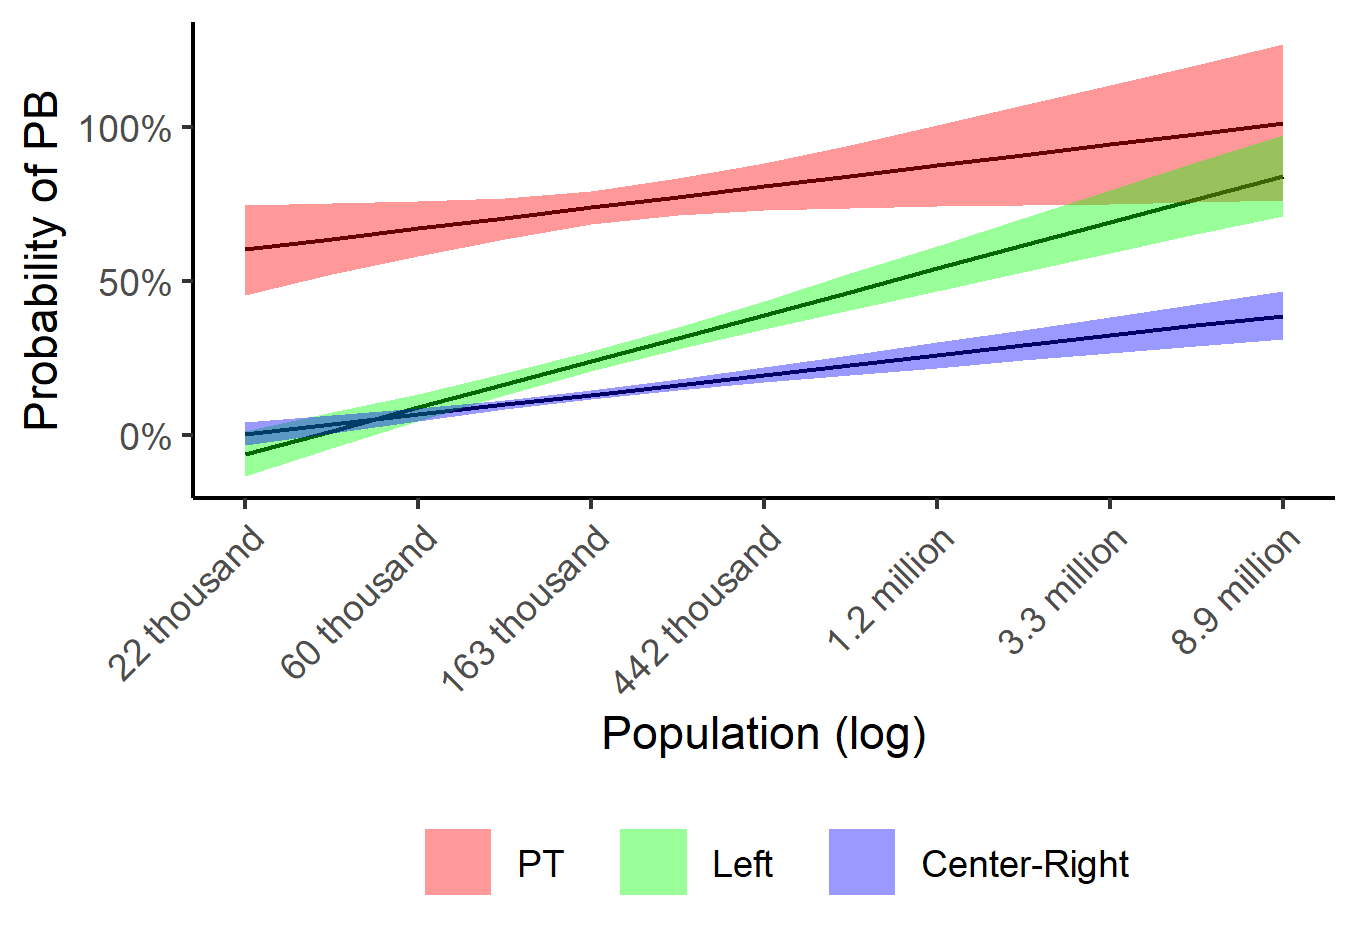 Probability of PB
100%
50%
0%
22 thousand
60 thousand
163 thousand
442 thousand
1.2 million
3.3 million
8.9 million
Population (log)
PT
Left
Center-Right